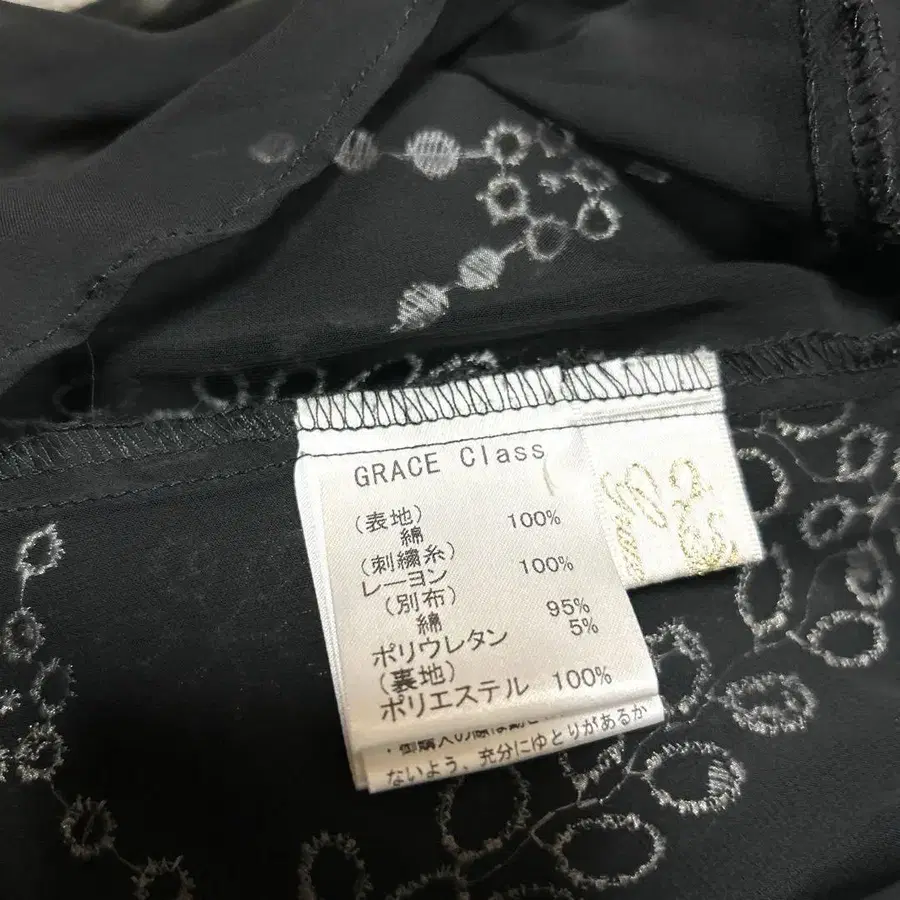 GRACE Class
(表地)
綿 100%
(刺繍糸)
レーヨン 100%
(別布)
綿 95%
ポリウレタン 5%
(裏地)
ポリエステル 100%
ないよう、充分にゆとりがあるか